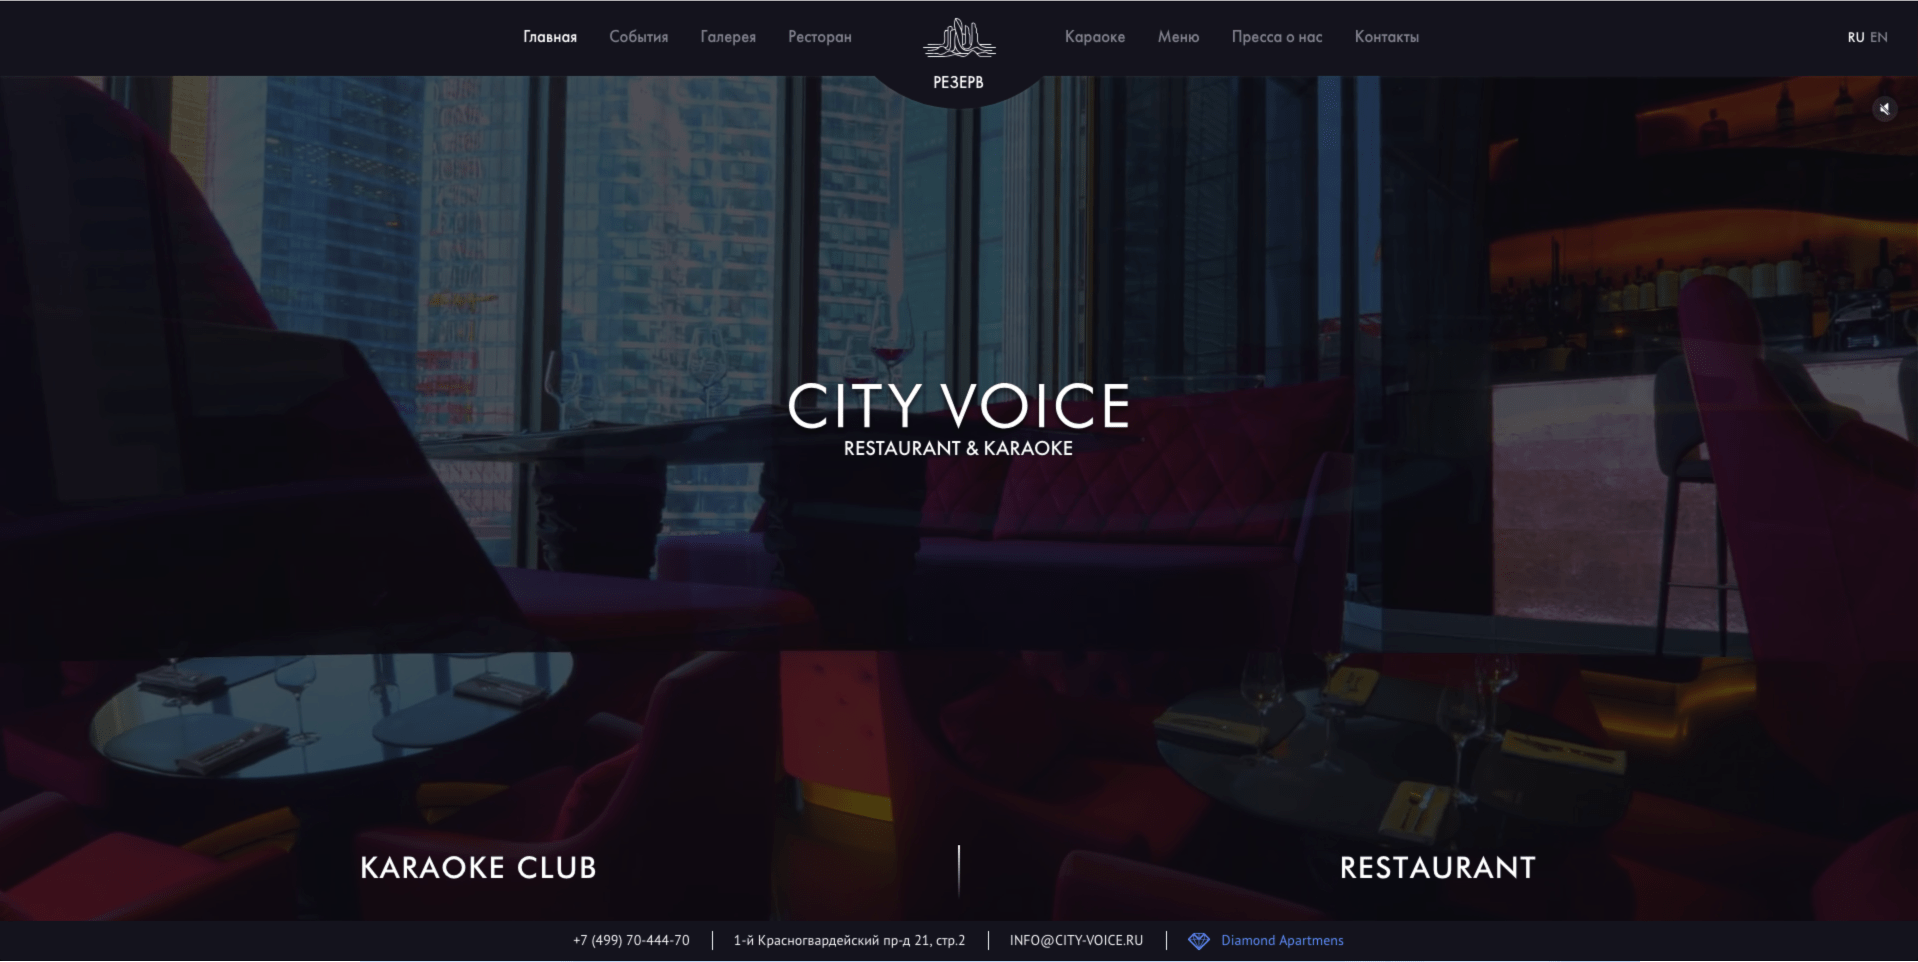 Главная События Галерея Ресторан Караоке Меню Пресса о нас Контакты RU EN
РЕЗЕРВ
CITY VOICE
RESTAURANT & KARAOKE
KARAOKE CLUB RESTAURANT
+7 (499) 70-444-70 1-й Красногвардейский пр-д 21, стр.2 INFO@CITY-VOICE.RU Diamond Apartmens